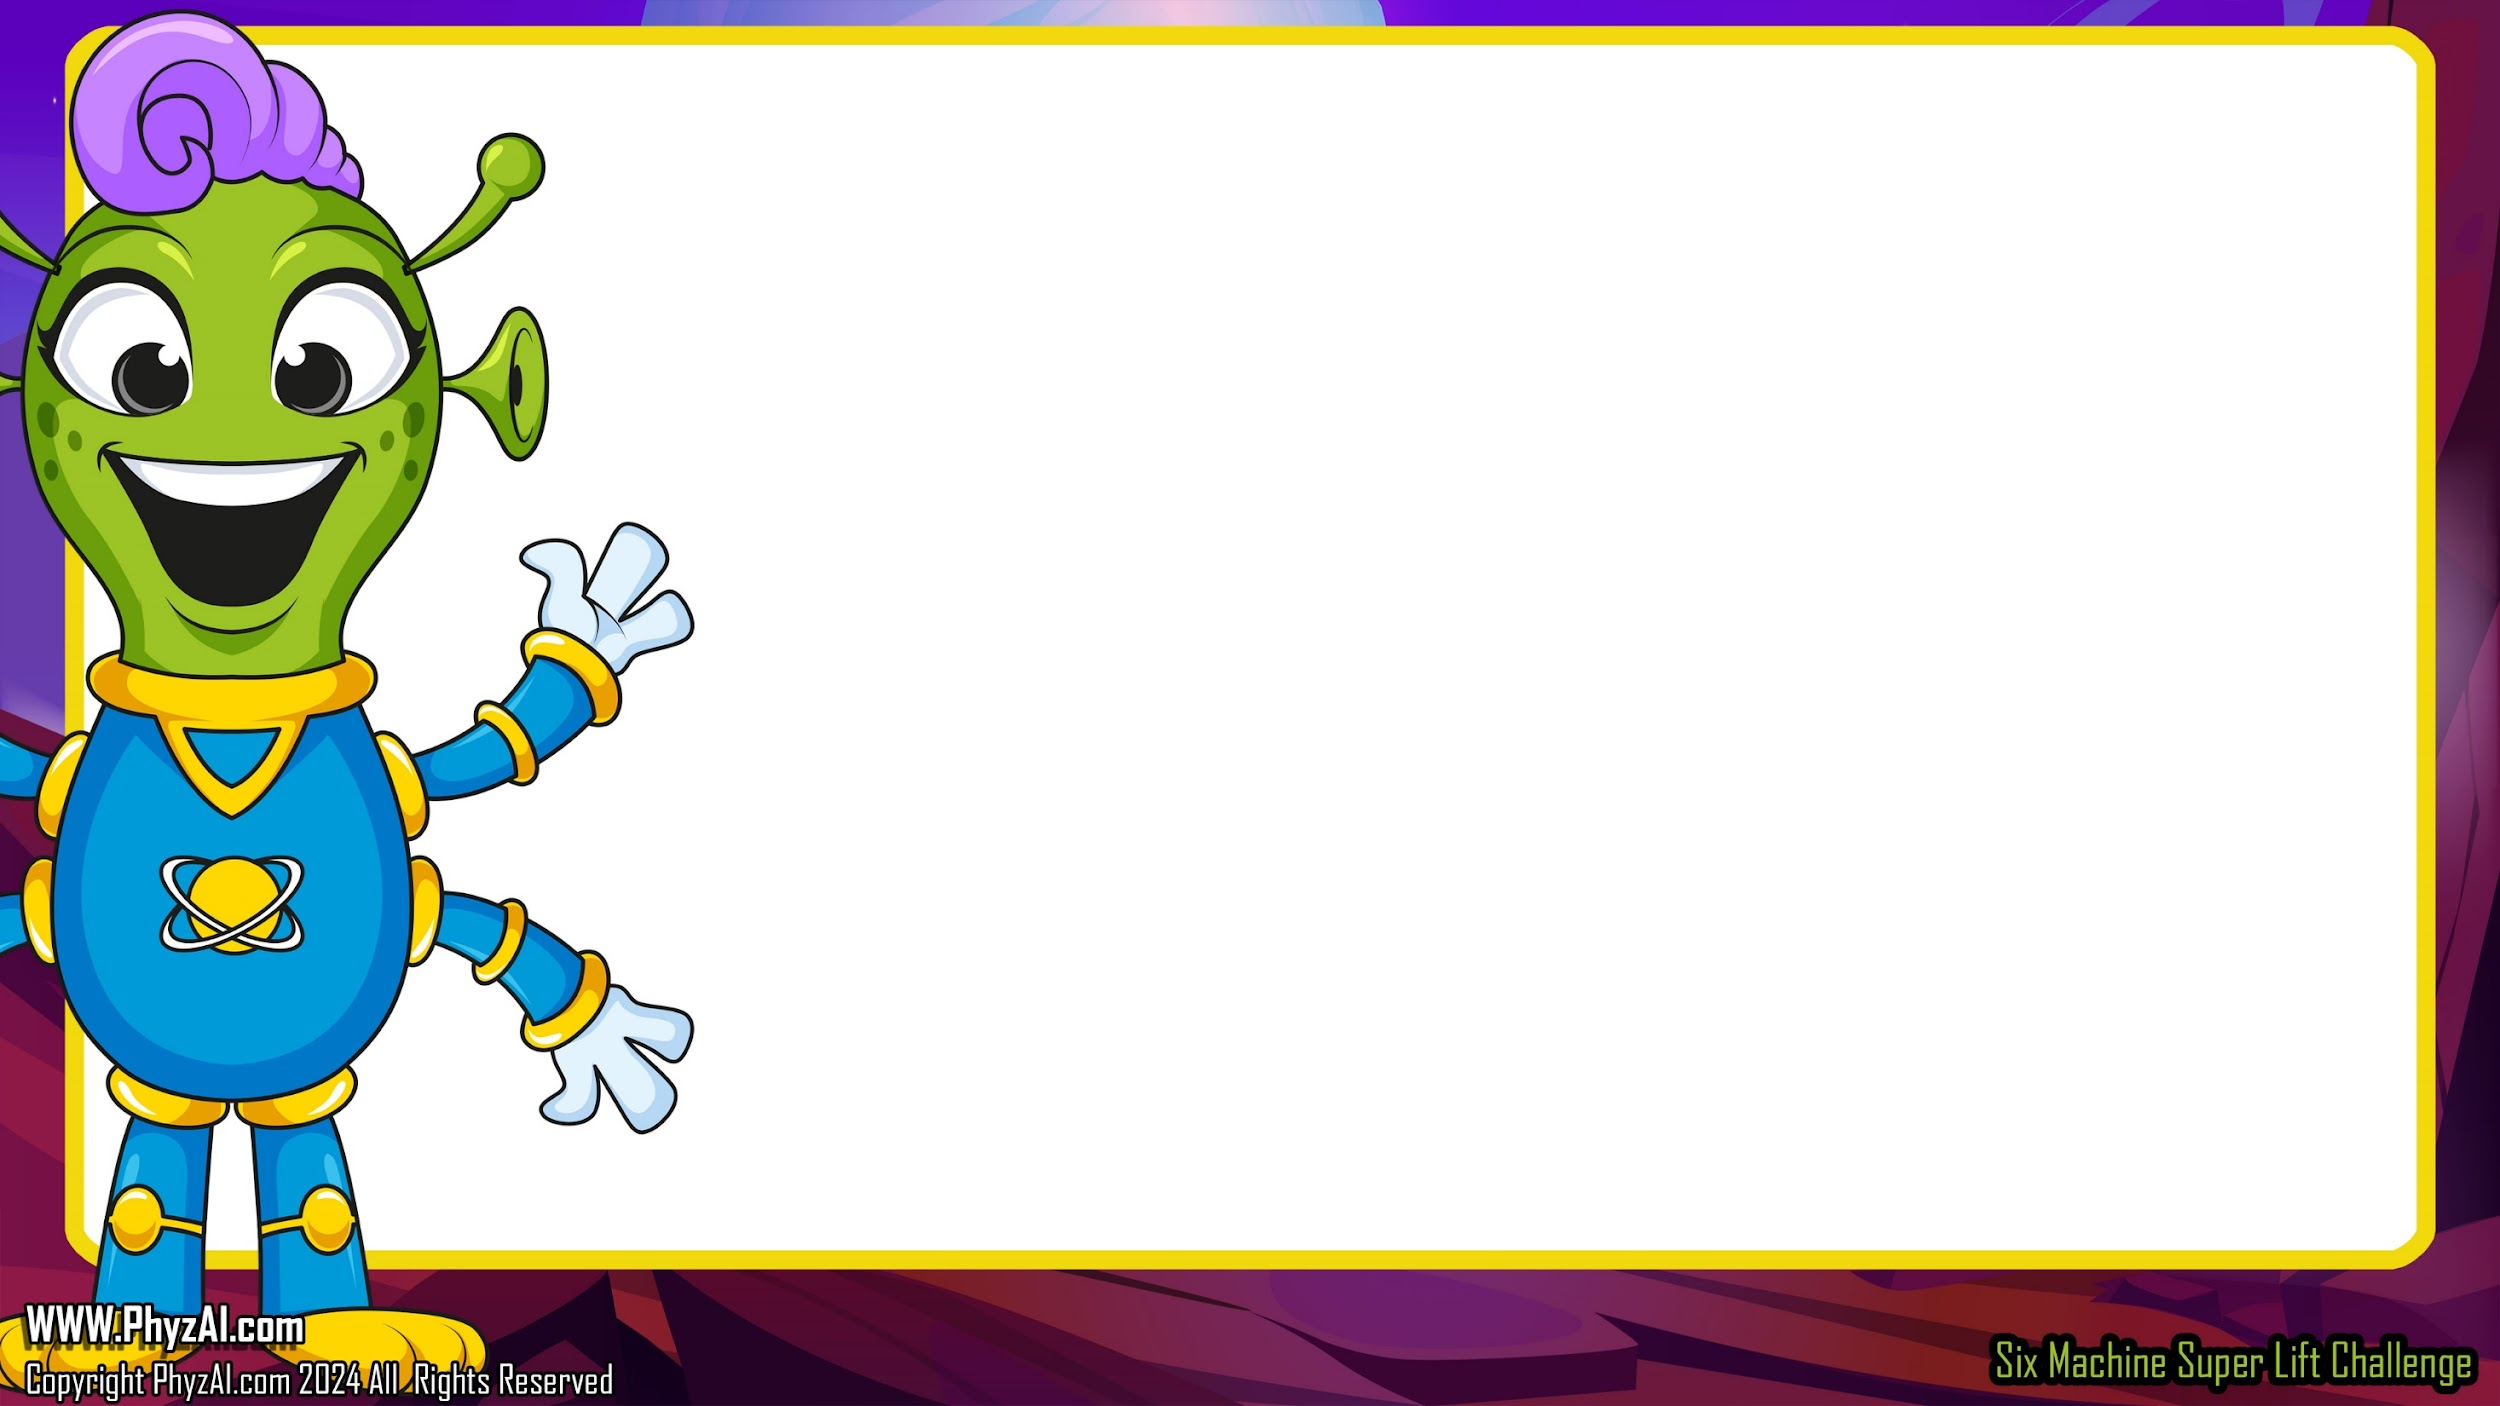 WWW.PhyzAI.com
Copyright PhyzAI.com 2024 All Rights Reserved
Six Machine Super Lift Challenge